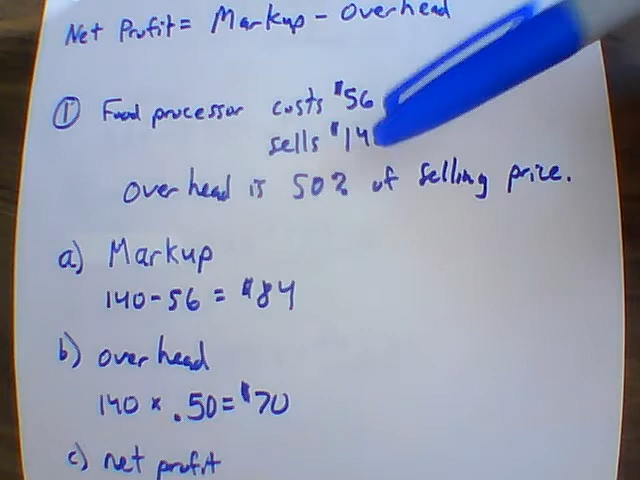 Net Profit = Markup - Overhead
① Food processor costs $56
sells $14
overhead is 50% of selling price.
a) Markup
140 - 56 = $84
b) overhead
140 x .50 = $70
c) net profit